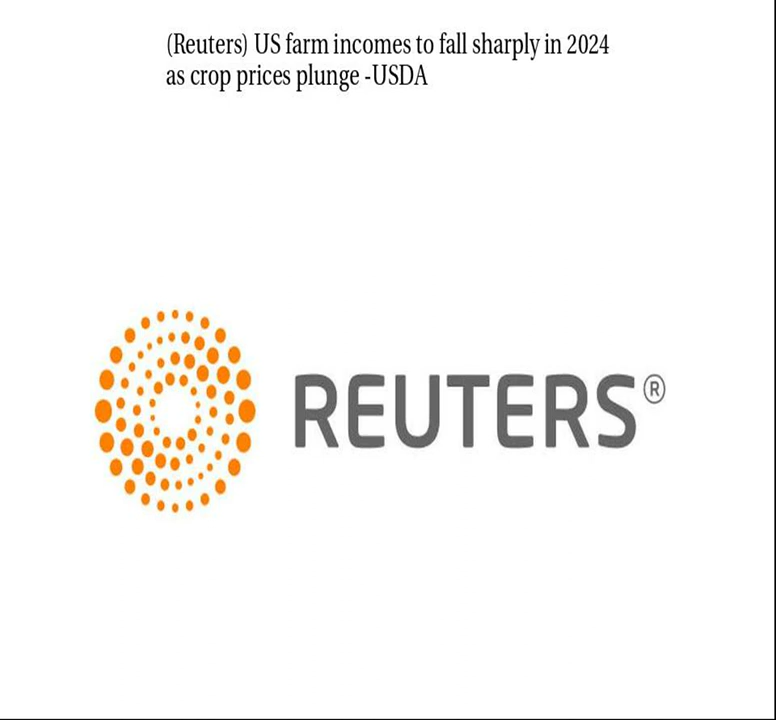 (Reuters) US farm incomes to fall sharply in 2024
as crop prices plunge -USDA
REUTERS®